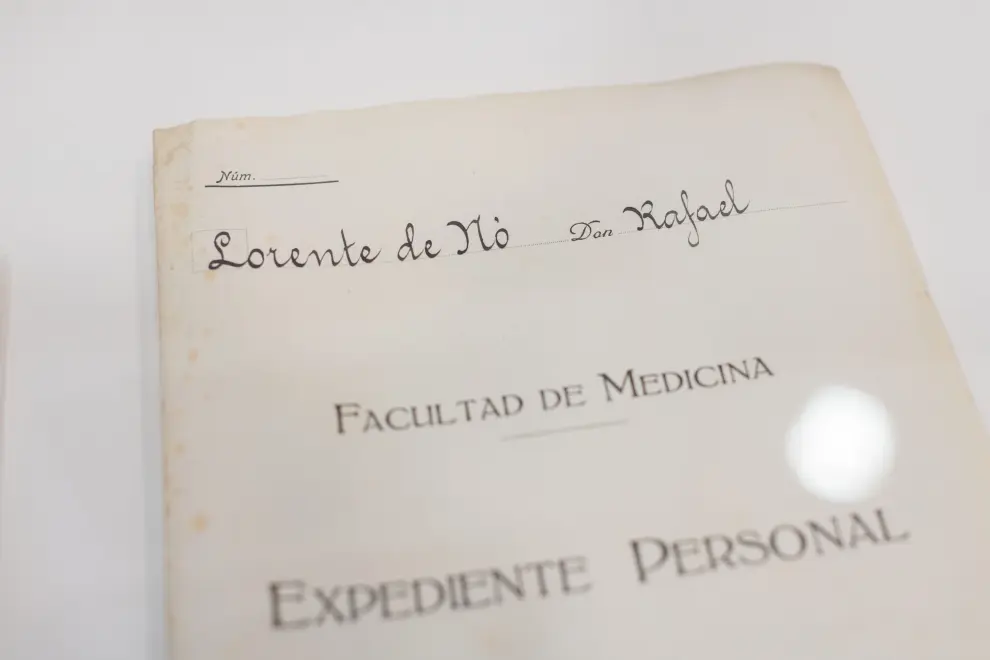 Núm.
Lorente de Nò Don Rafael
FACULTAD DE MEDICINA
EXPEDIENTE PERSONAL